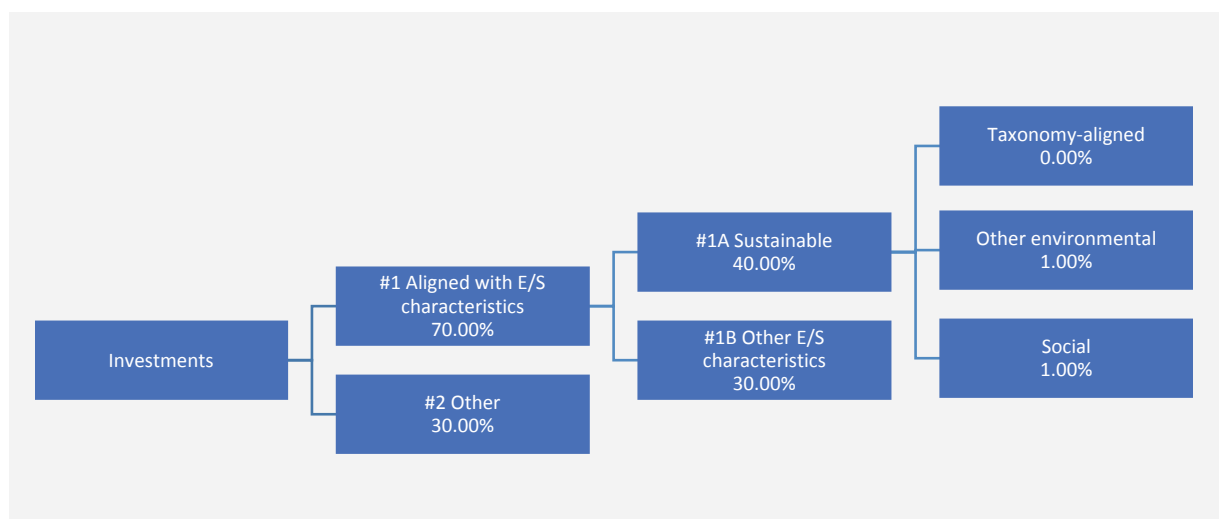 Investments
#1 Aligned with E/S
characteristics
70.00%
#2 Other
30.00%
#1A Sustainable
40.00%
#1B Other E/S
characteristics
30.00%
Taxonomy-aligned
0.00%
Other environmental
1.00%
Social
1.00%